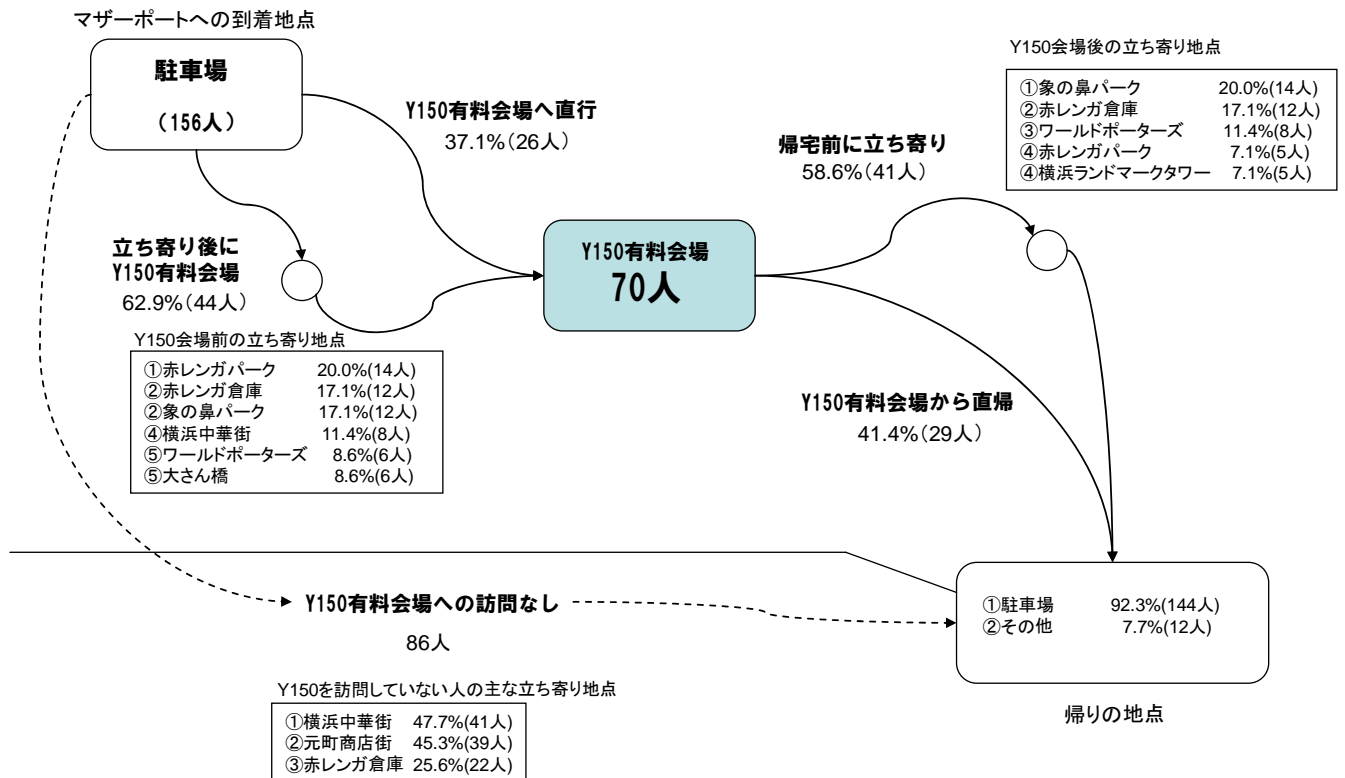 マザーポートへの到着地点
駐車場
（156人）
Y150有料会場へ直行
37.1%(26人)
立ち寄り後に
Y150有料会場
62.9%(44人)
Y150会場前の立ち寄り地点
①赤レンガパーク 20.0%(14人)
②赤レンガ倉庫 17.1%(12人)
②象の鼻パーク 17.1%(12人)
④横浜中華街 11.4%(8人)
⑤ワールドポーターズ 8.6%(6人)
⑤大さん橋 8.6%(6人)
Y150有料会場
70人
帰宅前に立ち寄り
58.6%(41人)
Y150会場後の立ち寄り地点
①象の鼻パーク 20.0%(14人)
②赤レンガ倉庫 17.1%(12人)
③ワールドポーターズ 11.4%(8人)
④赤レンガパーク 7.1%(5人)
④横浜ランドマークタワー 7.1%(5人)
Y150有料会場から直帰
41.4%(29人)
Y150有料会場への訪問なし
86人
Y150を訪問していない人の主な立ち寄り地点
①横浜中華街 47.7%(41人)
②元町商店街 45.3%(39人)
③赤レンガ倉庫 25.6%(22人)
①駐車場 92.3%(144人)
②その他 7.7%(12人)
帰りの地点